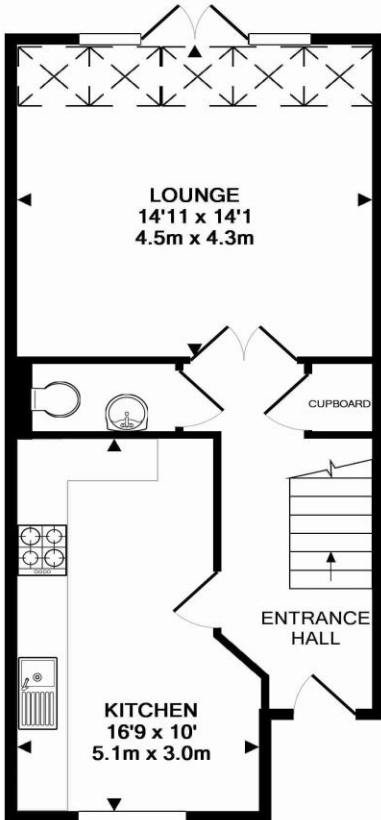 LOUNGE
14'11 x 14'1
4.5m x 4.3m
CUPBOARD
ENTRANCE
HALL
KITCHEN
16'9 x 10'
5.1m x 3.0m